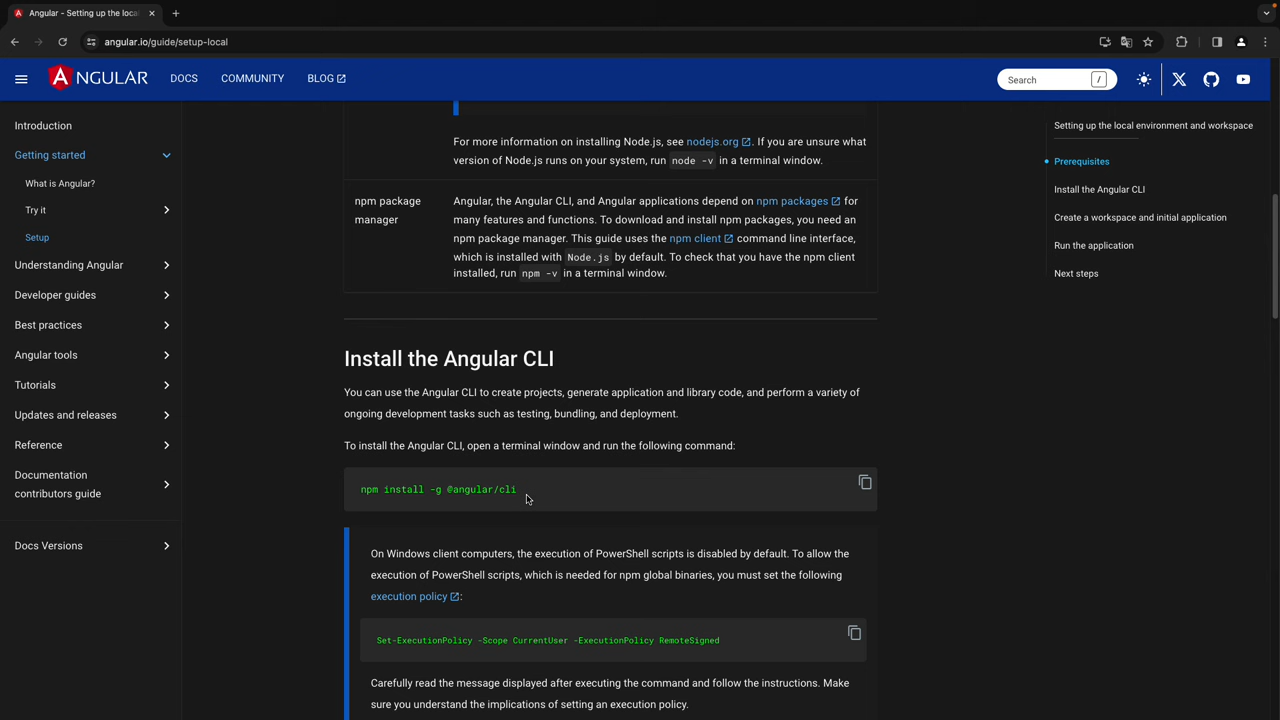 Angular - Setting up the loca
angular.io/guide/setup-local
ANGULAR
DOCS
COMMUNITY
BLOG
Search
/
Introduction
Getting started
What is Angular?
Try it
Setup
Understanding Angular
Developer guides
Best practices
Angular tools
Tutorials
Updates and releases
Reference
Documentation
contributors guide
Docs Versions
For more information on installing Node.js, see nodejs.org. If you are unsure what
version of Node.js runs on your system, run node -v in a terminal window.
npm package
manager
Angular, the Angular CLI, and Angular applications depend on npm packages for
many features and functions. To download and install npm packages, you need an
npm package manager. This guide uses the npm client command line interface,
which is installed with Node.js by default. To check that you have the npm client
installed, run npm -v in a terminal window.
Install the Angular CLI
You can use the Angular CLI to create projects, generate application and library code, and perform a variety of
ongoing development tasks such as testing, bundling, and deployment.
To install the Angular CLI, open a terminal window and run the following command:
npm install -g @angular/cli
On Windows client computers, the execution of PowerShell scripts is disabled by default. To allow the
execution of PowerShell scripts, which is needed for npm global binaries, you must set the following
execution policy:
Set-ExecutionPolicy -Scope CurrentUser -ExecutionPolicy RemoteSigned
Carefully read the message displayed after executing the command and follow the instructions. Make
sure you understand the implications of setting an execution policy.
Setting up the local environment and workspace
Prerequisites
Install the Angular CLI
Create a workspace and initial application
Run the application
Next steps